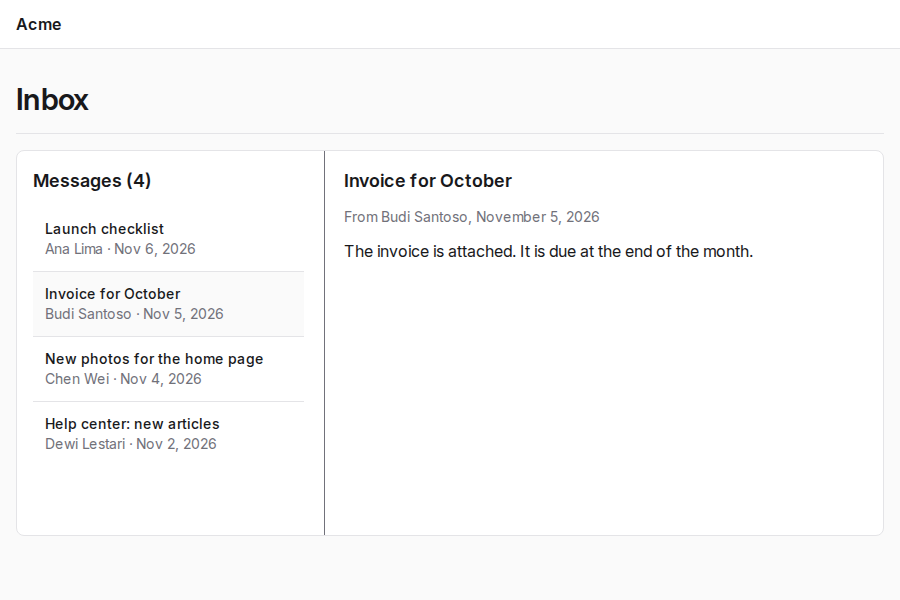 Acme
Inbox
Messages (4)
Launch checklist
Ana Lima · Nov 6, 2026
Invoice for October
Budi Santoso · Nov 5, 2026
New photos for the home page
Chen Wei · Nov 4, 2026
Help center: new articles
Dewi Lestari · Nov 2, 2026
Invoice for October
From Budi Santoso, November 5, 2026
The invoice is attached. It is due at the end of the month.